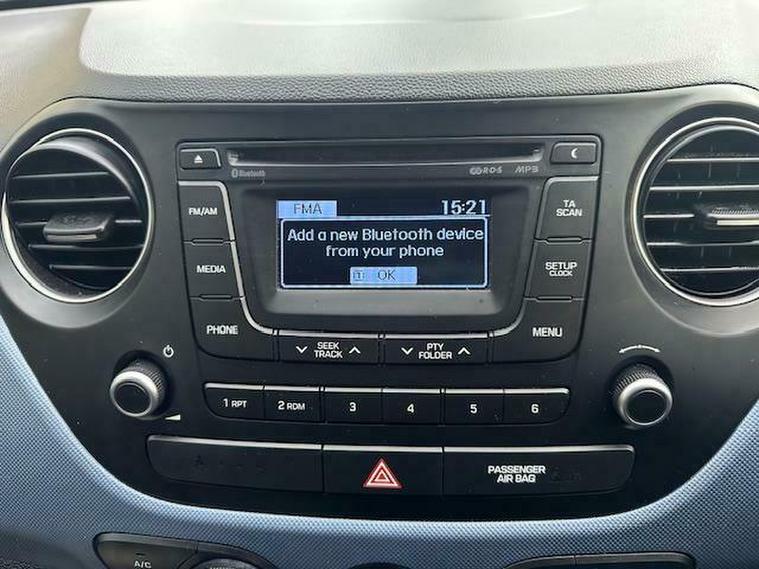 Bluetooth
RDS
MP3
FM/AM
FMA
15:21
TA
SCAN
Add a new Bluetooth device
from your phone
1 OK
MEDIA
SETUP
CLOCK
PHONE
SEEK
TRACK
PTY
FOLDER
MENU
1 RPT
2 RDM
3
4
5
6
PASSENGER
AIR BAG
A/C